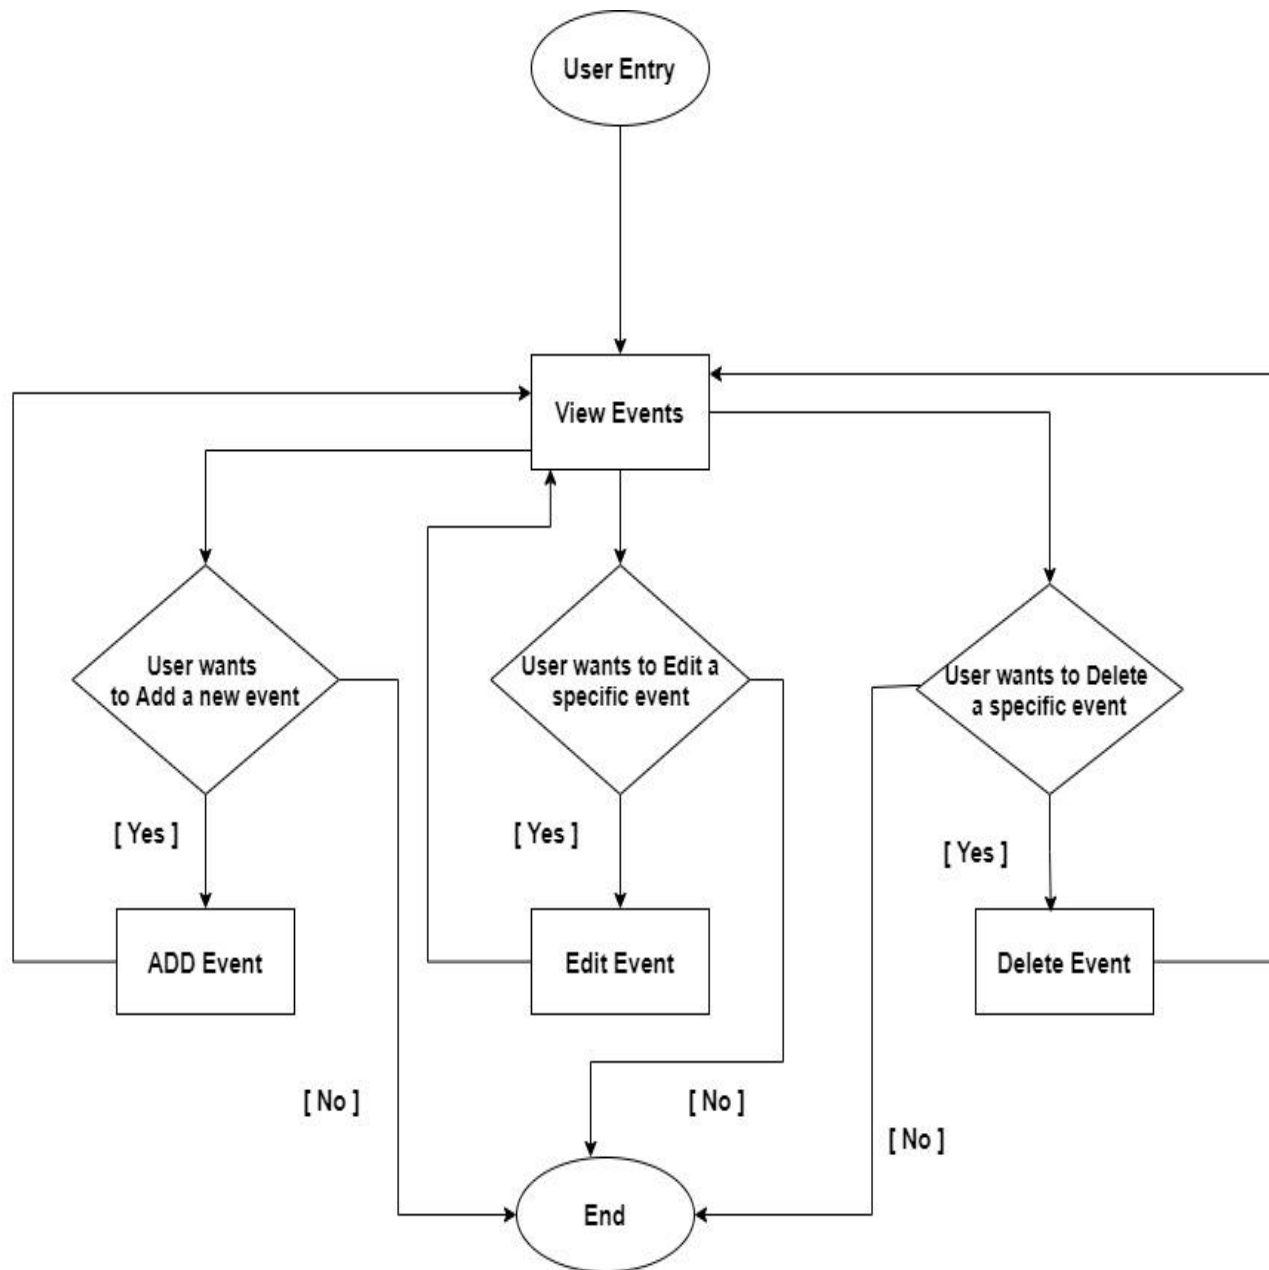 User Entry
View Events
User wants
to Add a new event
User wants to Edit a
specific event
User wants to Delete
a specific event
[ Yes ]
[ Yes ]
[ Yes ]
ADD Event
Edit Event
Delete Event
[ No ]
[ No ]
[ No ]
End